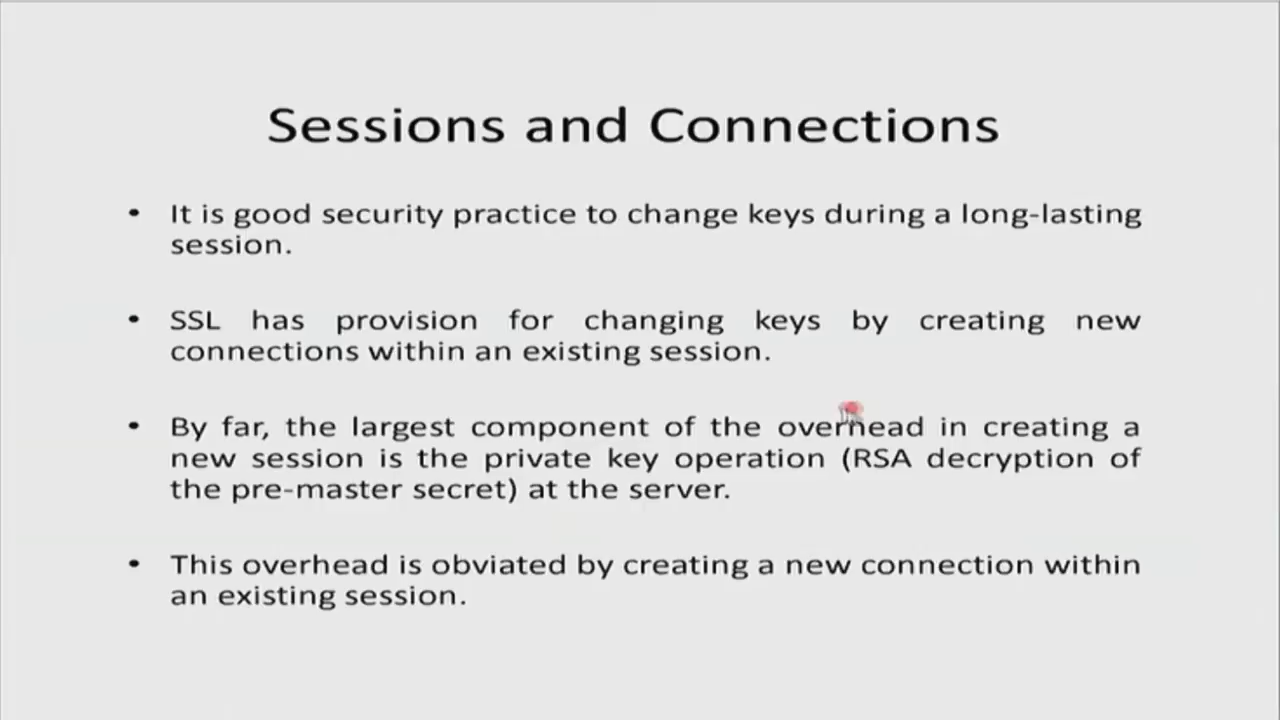 Sessions and Connections
• It is good security practice to change keys during a long-lasting
session.
• SSL has provision for changing keys by creating new
connections within an existing session.
• By far, the largest component of the overhead in creating a
new session is the private key operation (RSA decryption of
the pre-master secret) at the server.
• This overhead is obviated by creating a new connection within
an existing session.